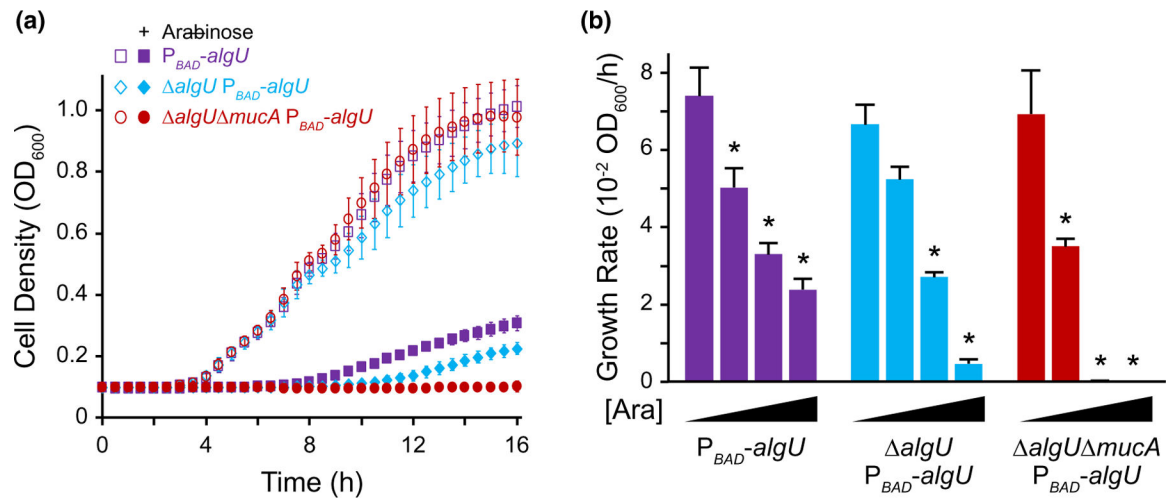 (a)
+ Arabinose
P_BAD-algU
ΔalgU P_BAD-algU
ΔalgUΔmucA P_BAD-algU
Cell Density (OD600)
1.0
0.8
0.6
0.4
0.2
0
0 4 8 12 16
Time (h)
(b)
Growth Rate (10⁻² OD600/h)
8
6
4
2
0
* * * * * * * *
[Ara]
P_BAD-algU
ΔalgU
P_BAD-algU
ΔalgUΔmucA
P_BAD-algU